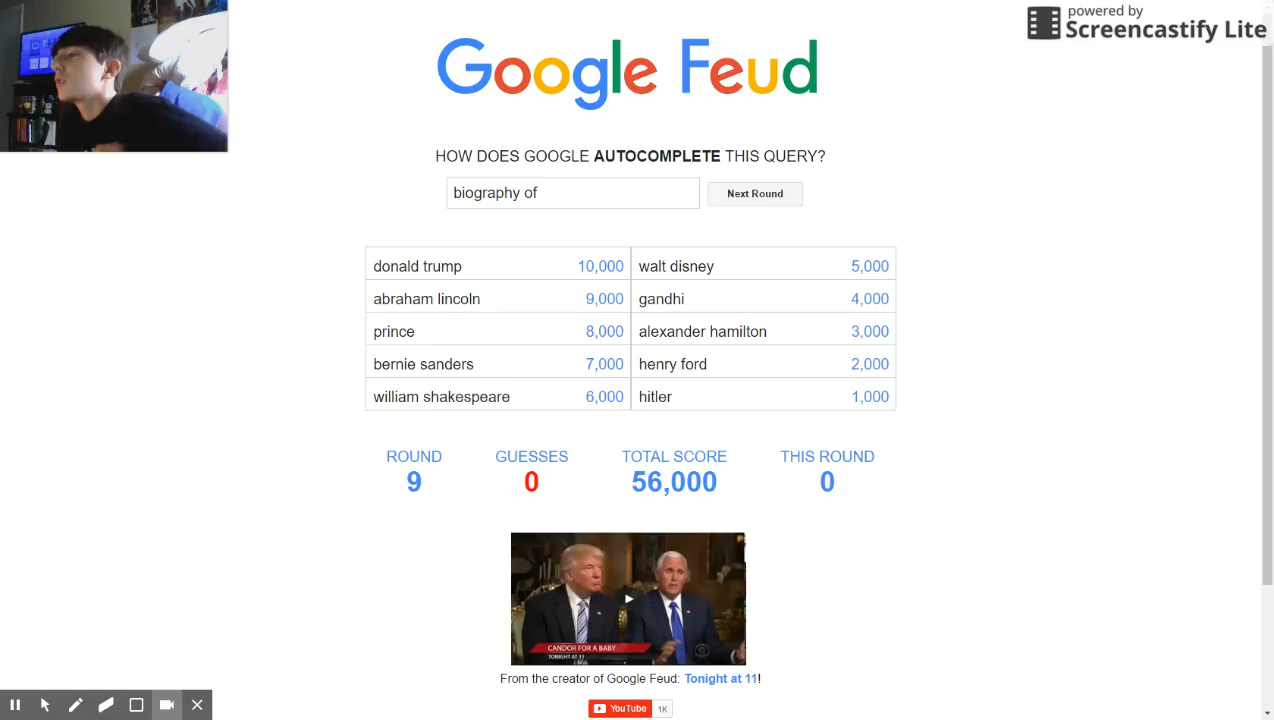 powered by
Screencastify Lite
Google Feud
HOW DOES GOOGLE AUTOCOMPLETE THIS QUERY?
biography of
Next Round
donald trump 10,000 walt disney 5,000
abraham lincoln 9,000 gandhi 4,000
prince 8,000 alexander hamilton 3,000
bernie sanders 7,000 henry ford 2,000
william shakespeare 6,000 hitler 1,000
ROUND GUESSES TOTAL SCORE THIS ROUND
9 0 56,000 0
CANDOR FOR A BABY
TONIGHT AT 11
From the creator of Google Feud: Tonight at 11!
YouTube 1K